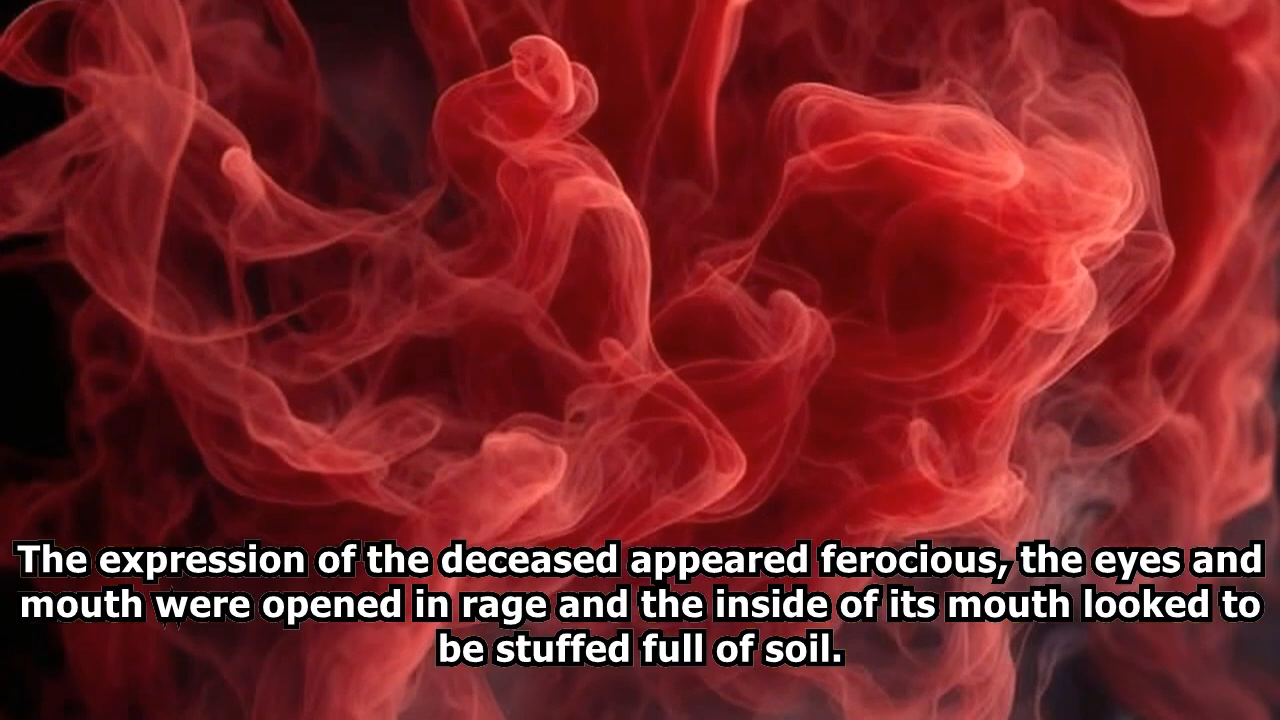 The expression of the deceased appeared ferocious, the eyes and
mouth were opened in rage and the inside of its mouth looked to
be stuffed full of soil.